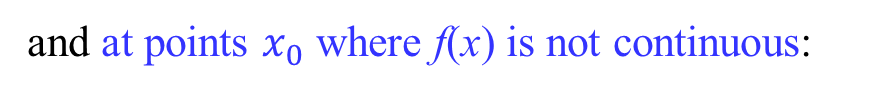 and at points x₀ where f(x) is not continuous: